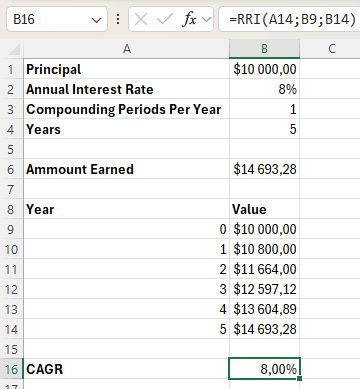 B16 fx =RRI(A14;B9;B14)
A B C
1 Principal $10 000,00
2 Annual Interest Rate 8%
3 Compounding Periods Per Year 1
4 Years 5
5
6 Ammount Earned $14 693,28
7
8 Year Value
9 0 $10 000,00
10 1 $10 800,00
11 2 $11 664,00
12 3 $12 597,12
13 4 $13 604,89
14 5 $14 693,28
15
16 CAGR 8,00%
17